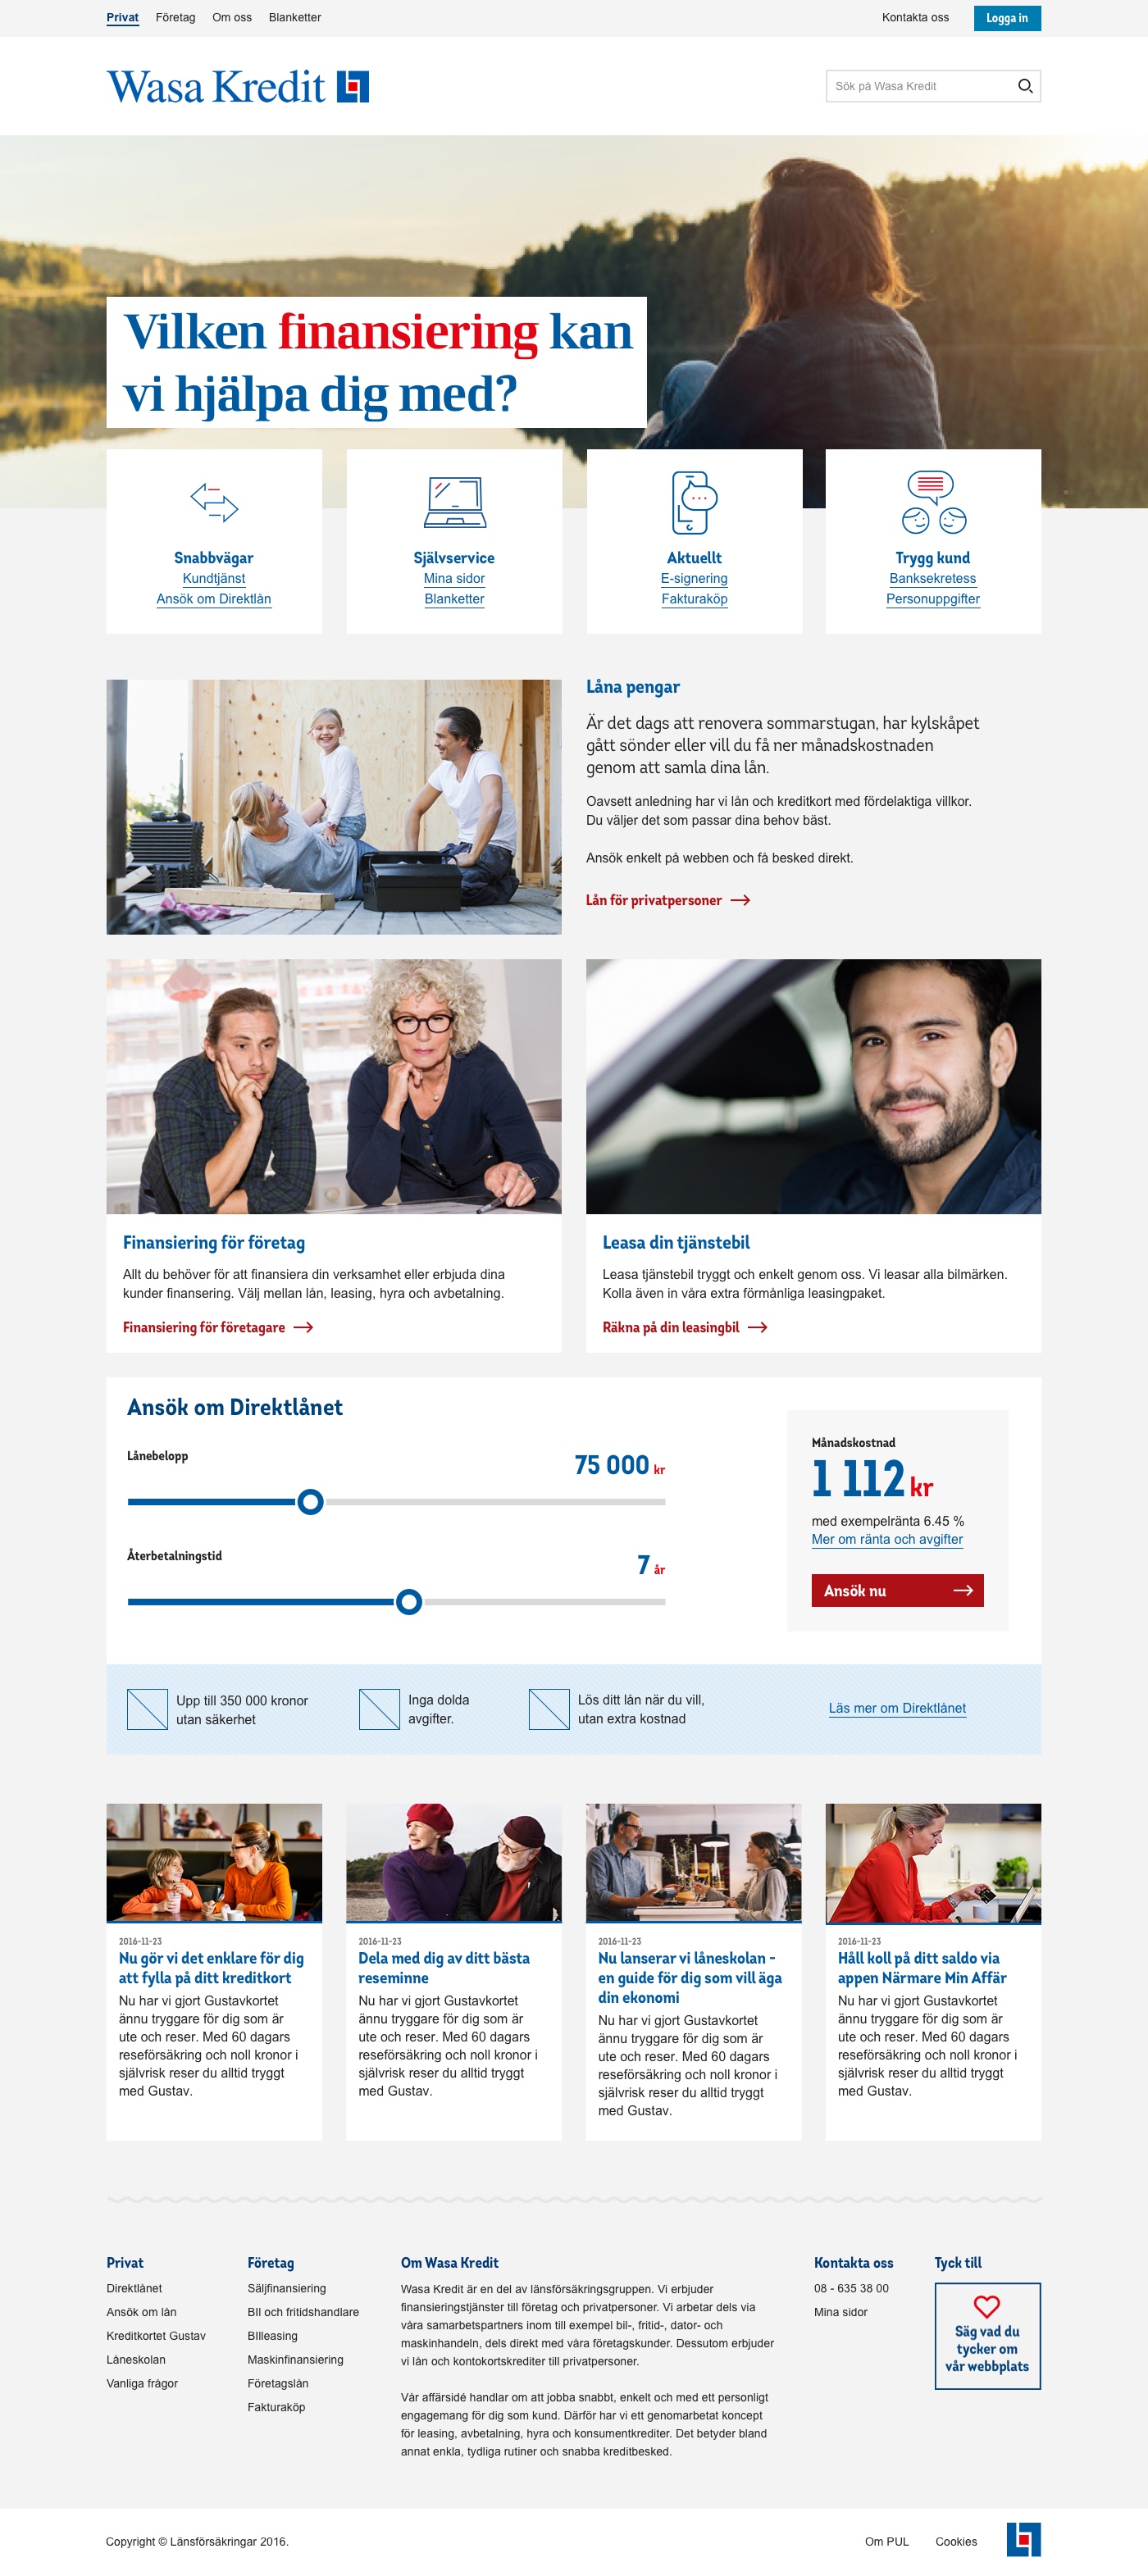 Privat Företag Om oss Blanketter Kontakta oss Logga in
Wasa Kredit
Sök på Wasa Kredit
Vilken finansiering kan
vi hjälpa dig med?
Snabbvägar
Kundtjänst
Ansök om Direktlån
Självservice
Mina sidor
Blanketter
Aktuellt
E-signering
Fakturaköp
Trygg kund
Banksekretess
Personuppgifter
Låna pengar
Är det dags att renovera sommarstugan, har kylskåpet
gått sönder eller vill du få ner månadskostnaden
genom att samla dina lån.
Oavsett anledning har vi lån och kreditkort med fördelaktiga villkor.
Du väljer det som passar dina behov bäst.
Ansök enkelt på webben och få besked direkt.
Lån för privatpersoner
Finansiering för företag
Allt du behöver för att finansiera din verksamhet eller erbjuda dina
kunder finansering. Välj mellan lån, leasing, hyra och avbetalning.
Finansiering för företagare
Leasa din tjänstebil
Leasa tjänstebil tryggt och enkelt genom oss. Vi leasar alla bilmärken.
Kolla även in våra extra förmånliga leasingpaket.
Räkna på din leasingbil
Ansök om Direktlånet
Lånebelopp
75 000 kr
Återbetalningstid
7 år
Månadskostnad
1 112 kr
med exempelränta 6.45 %
Mer om ränta och avgifter
Ansök nu
Upp till 350 000 kronor
utan säkerhet
Inga dolda
avgifter.
Lös ditt lån när du vill,
utan extra kostnad
Läs mer om Direktlånet
2016-11-23
Nu gör vi det enklare för dig
att fylla på ditt kreditkort
Nu har vi gjort Gustavkortet
ännu tryggare för dig som är
ute och reser. Med 60 dagars
reseförsäkring och noll kronor i
självrisk reser du alltid tryggt
med Gustav.
2016-11-23
Dela med dig av ditt bästa
reseminne
Nu har vi gjort Gustavkortet
ännu tryggare för dig som är
ute och reser. Med 60 dagars
reseförsäkring och noll kronor i
självrisk reser du alltid tryggt
med Gustav.
2016-11-23
Nu lanserar vi låneskolan -
en guide för dig som vill äga
din ekonomi
Nu har vi gjort Gustavkortet
ännu tryggare för dig som är
ute och reser. Med 60 dagars
reseförsäkring och noll kronor i
självrisk reser du alltid tryggt
med Gustav.
2016-11-23
Håll koll på ditt saldo via
appen Närmare Min Affär
Nu har vi gjort Gustavkortet
ännu tryggare för dig som är
ute och reser. Med 60 dagars
reseförsäkring och noll kronor i
självrisk reser du alltid tryggt
med Gustav.
Privat
Direktlånet
Ansök om lån
Kreditkortet Gustav
Låneskolan
Vanliga frågor
Företag
Säljfinansiering
BIl och fritidshandlare
BIlleasing
Maskinfinansiering
Företagslån
Fakturaköp
Om Wasa Kredit
Wasa Kredit är en del av länsförsäkringsgruppen. Vi erbjuder
finansieringstjänster till företag och privatpersoner. Vi arbetar dels via
våra samarbetspartners inom till exempel bil-, fritid-, dator- och
maskinhandeln, dels direkt med våra företagskunder. Dessutom erbjuder
vi lån och kontokortskrediter till privatpersoner.
Vår affärsidé handlar om att jobba snabbt, enkelt och med ett personligt
engagemang för dig som kund. Därför har vi ett genomarbetat koncept
för leasing, avbetalning, hyra och konsumentkrediter. Det betyder bland
annat enkla, tydliga rutiner och snabba kreditbesked.
Kontakta oss
08 - 635 38 00
Mina sidor
Tyck till
Säg vad du
tycker om
vår webbplats
Copyright © Länsförsäkringar 2016.
Om PUL Cookies